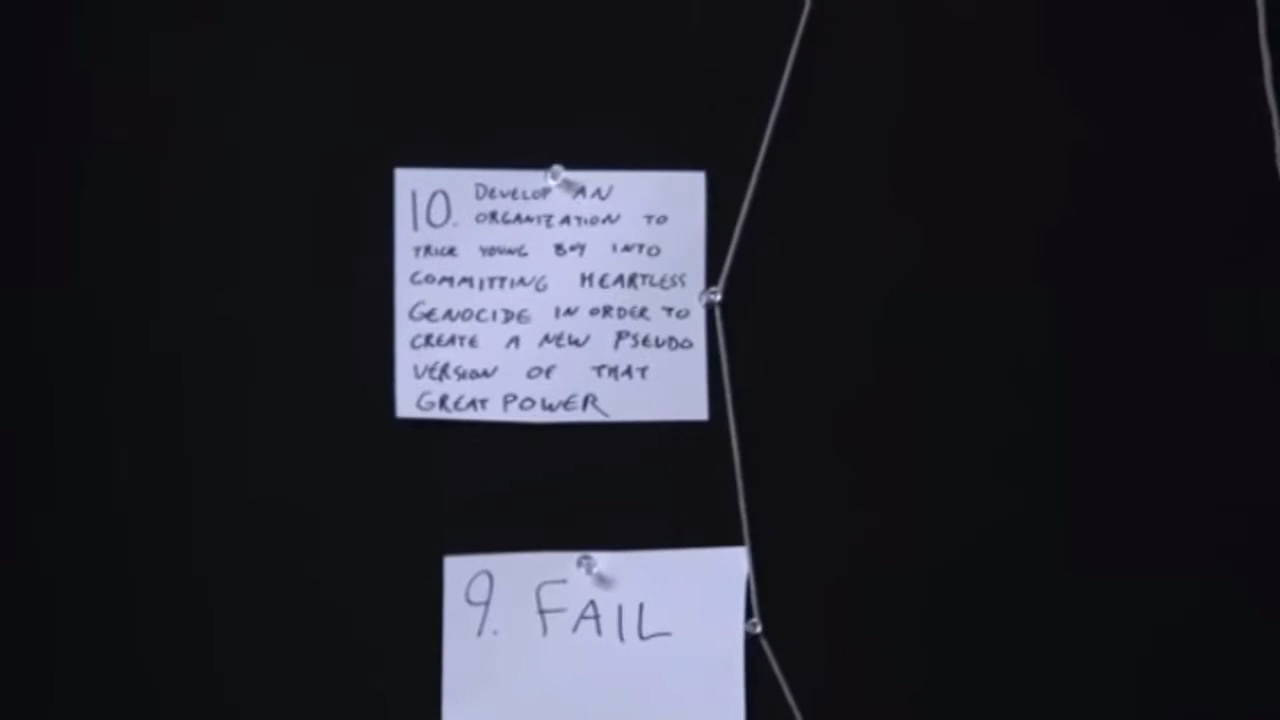 10. DEVELOP AN
ORGANIZATION TO
TRICK YOUNG BOY INTO
COMMITTING HEARTLESS
GENOCIDE IN ORDER TO
CREATE A NEW PSEUDO
VERSION OF THAT
GREAT POWER
9. FAIL